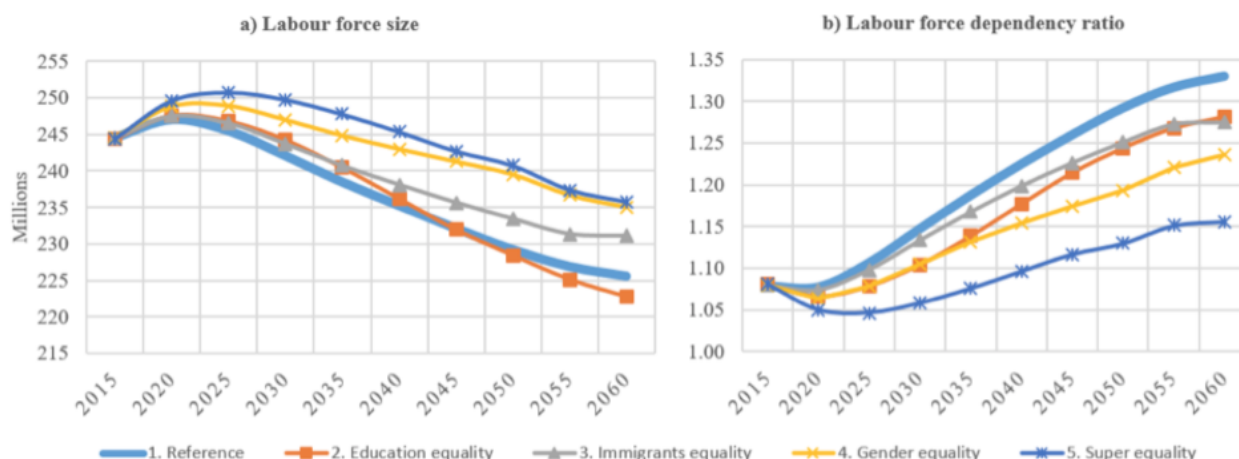 a) Labour force size
255
250
245
240
235
230
225
220
215
Millions
2015 2020 2025 2030 2035 2040 2045 2050 2055 2060
b) Labour force dependency ratio
1.35
1.30
1.25
1.20
1.15
1.10
1.05
1.00
2015 2020 2025 2030 2035 2040 2045 2050 2055 2060
1. Reference 2. Education equality 3. Immigrants equality 4. Gender equality 5. Super equality